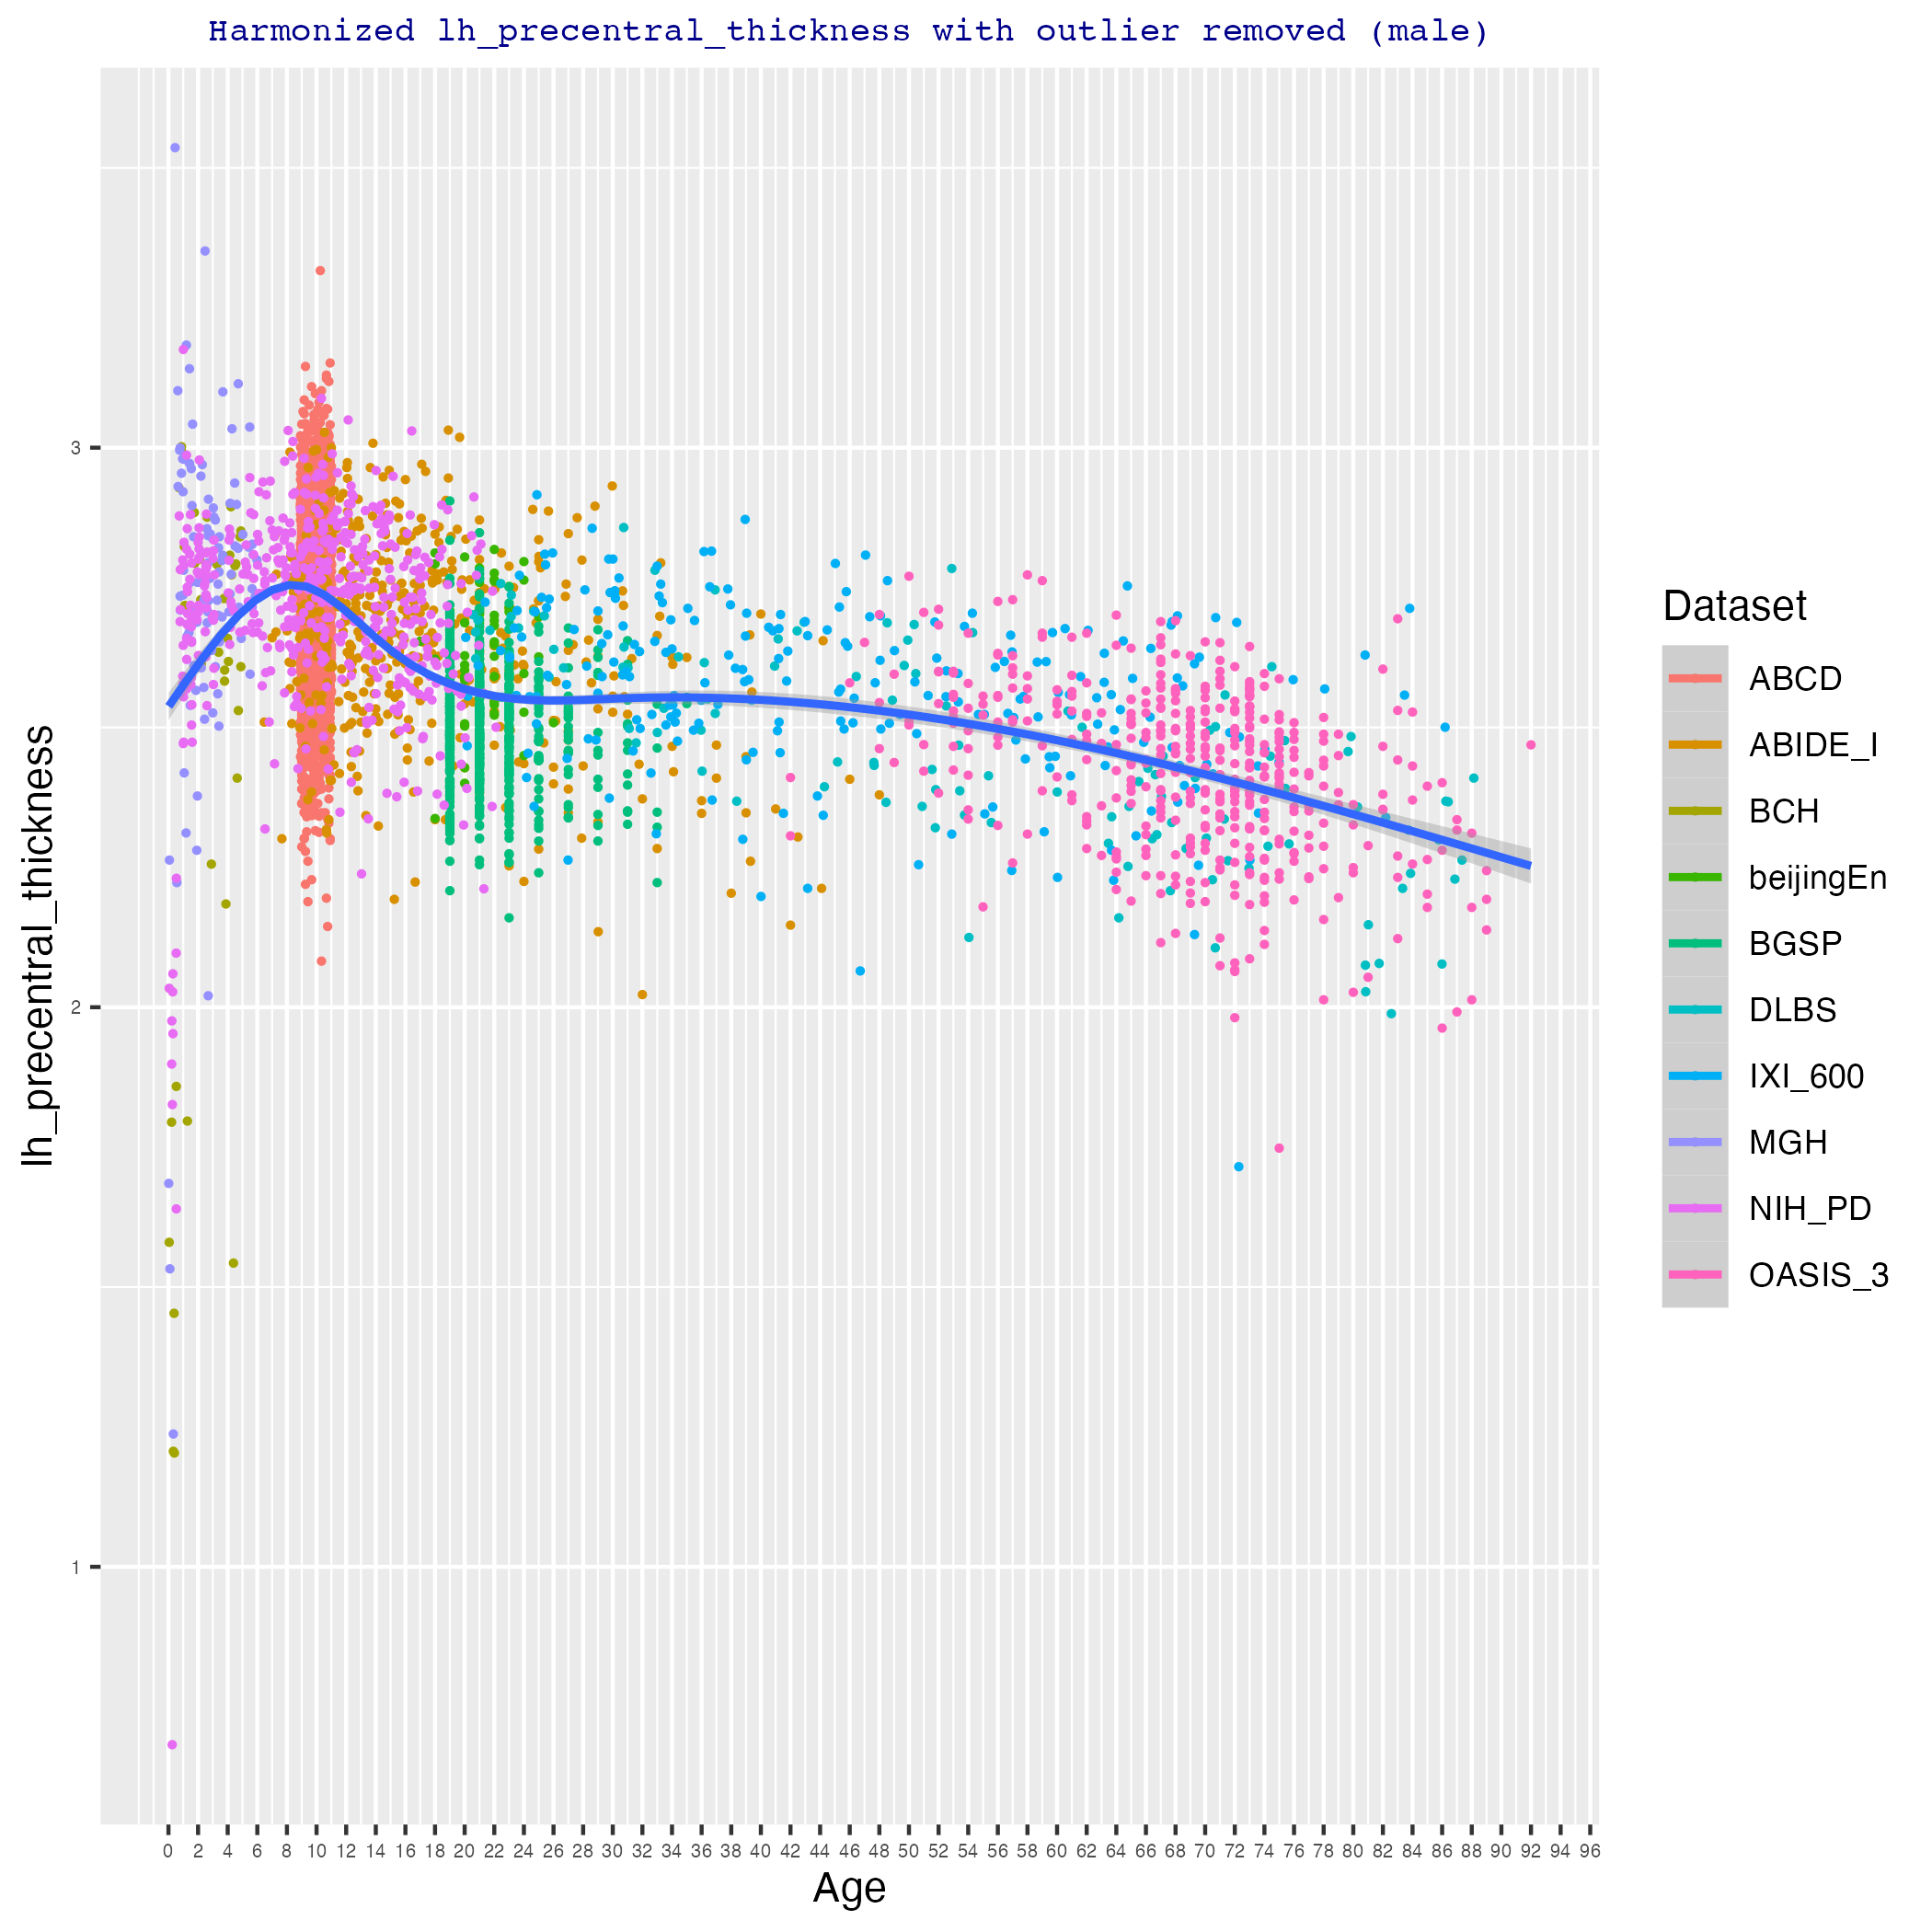 Harmonized lh_precentral_thickness with outlier removed (male)
lh_precentral_thickness
3
2
1
0 2 4 6 8 10 12 14 16 18 20 22 24 26 28 30 32 34 36 38 40 42 44 46 48 50 52 54 56 58 60 62 64 66 68 70 72 74 76 78 80 82 84 86 88 90 92 94 96
Age
Dataset
ABCD
ABIDE_I
BCH
beijingEn
BGSP
DLBS
IXI_600
MGH
NIH_PD
OASIS_3